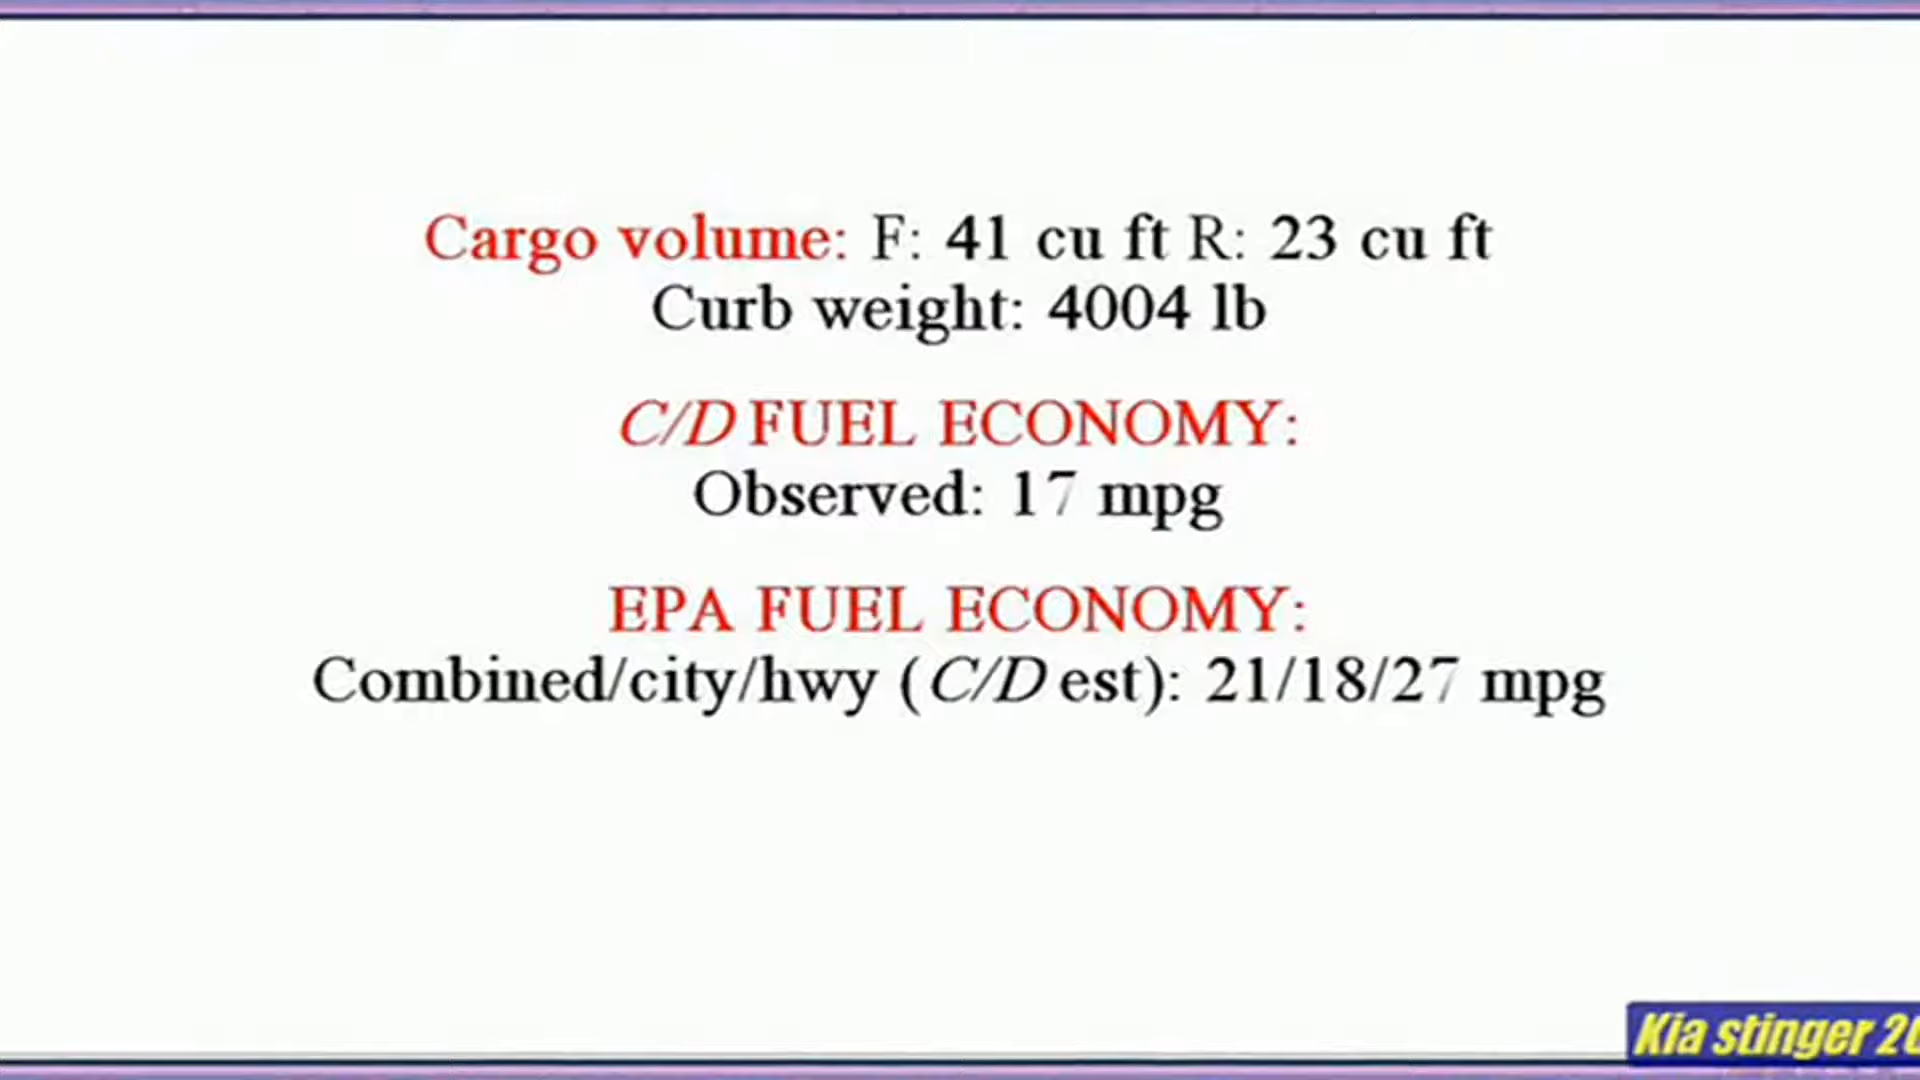 Cargo volume: F: 41 cu ft R: 23 cu ft
Curb weight: 4004 lb
C/D FUEL ECONOMY:
Observed: 17 mpg
EPA FUEL ECONOMY:
Combined/city/hwy (C/D est): 21/18/27 mpg
Kia stinger